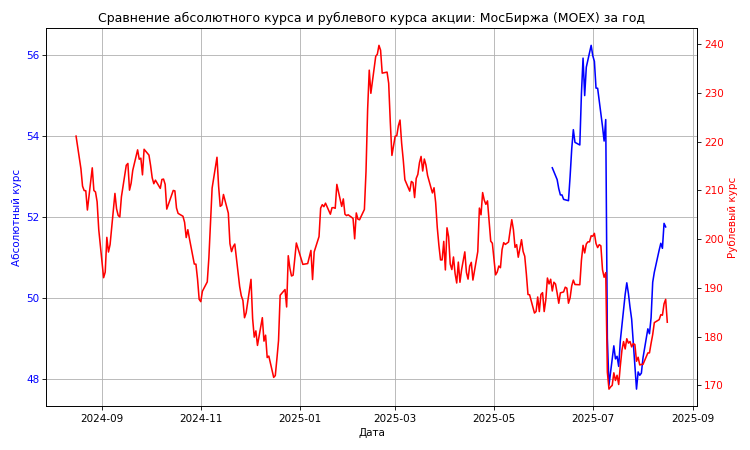 Сравнение абсолютного курса и рублевого курса акции: МосБиржа (MOEX) за год
56
54
52
50
48
Абсолютный курс
240
230
220
210
200
190
180
170
Рублевый курс
2024-09 2024-11 2025-01 2025-03 2025-05 2025-07 2025-09
Дата